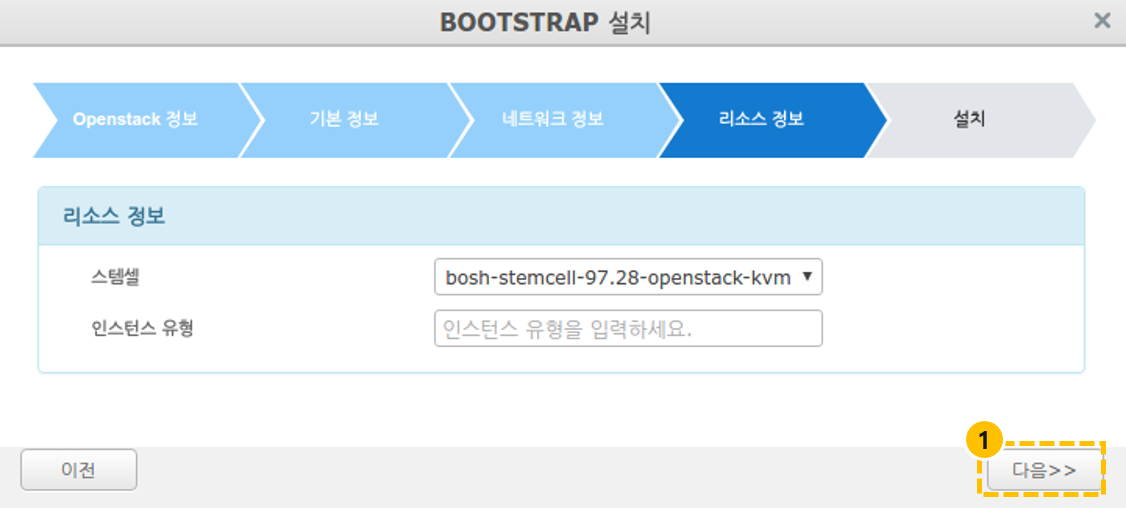 BOOTSTRAP 설치
×
Openstack 정보
기본 정보
네트워크 정보
리소스 정보
설치
리소스 정보
스템셀
bosh-stemcell-97.28-openstack-kvm
인스턴스 유형
인스턴스 유형을 입력하세요.
이전
1
다음>>